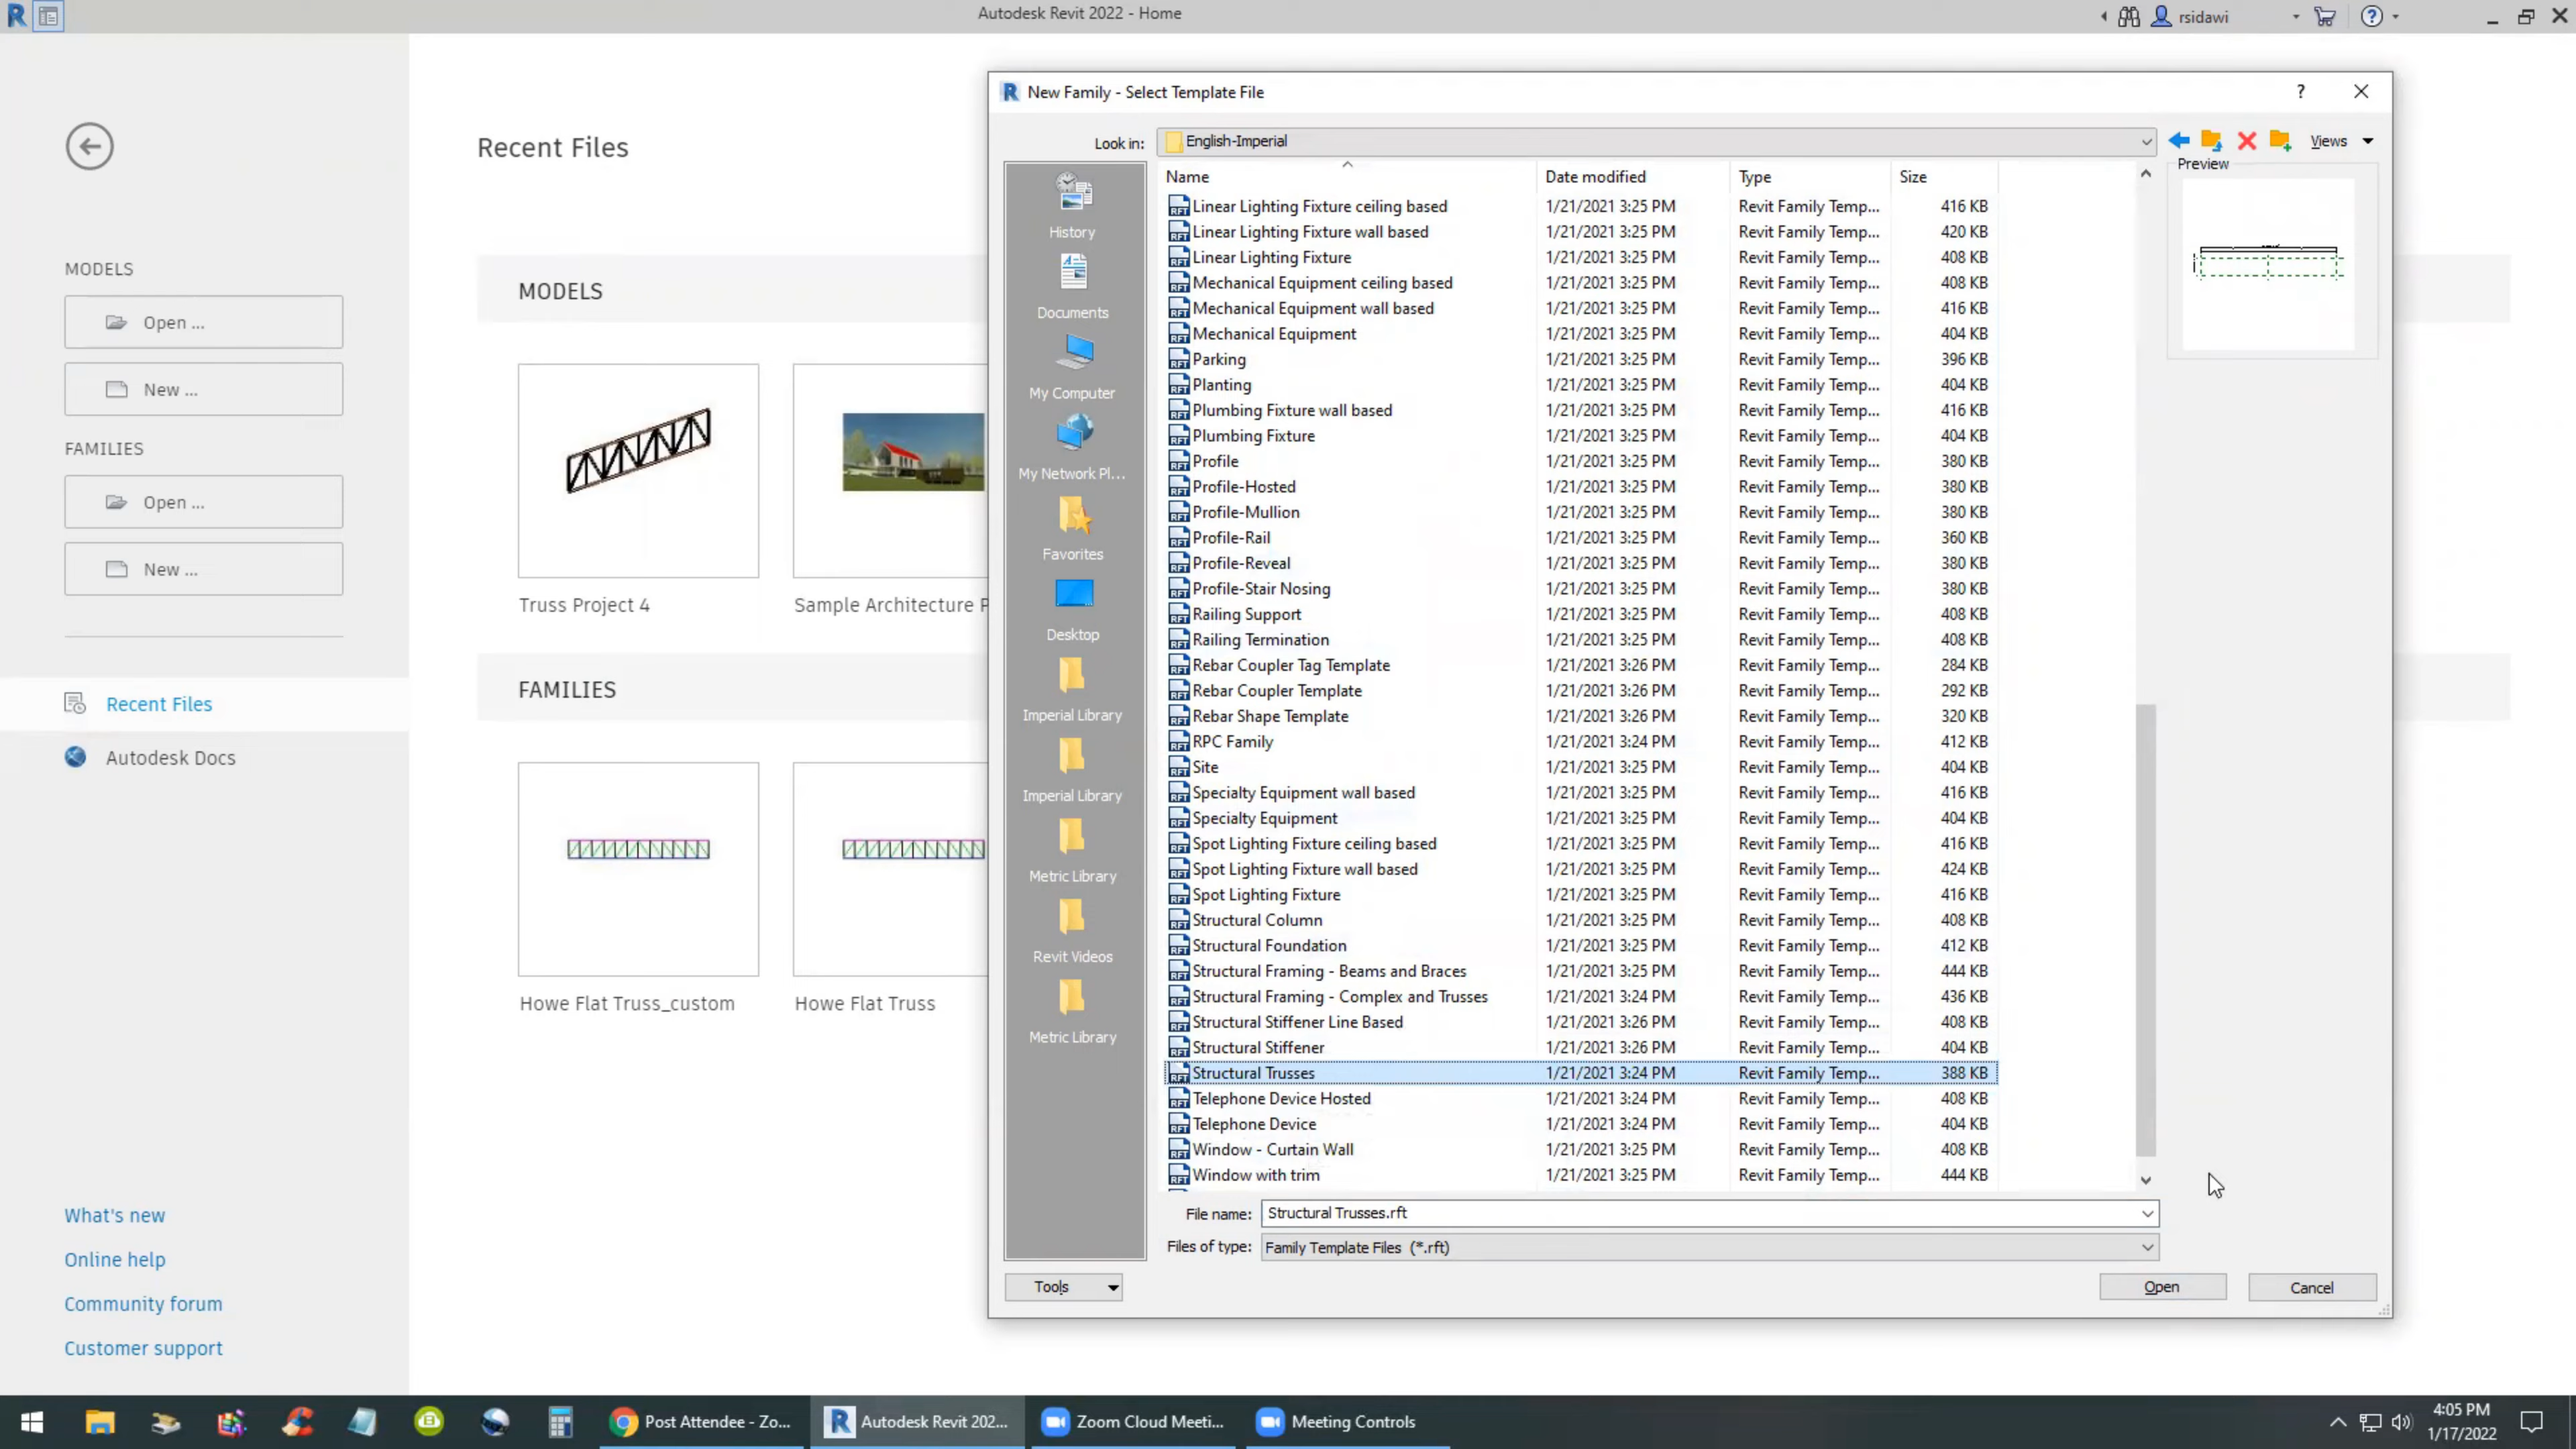 Autodesk Revit 2022 - Home
rsidawi
Recent Files
MODELS
Open ...
New ...
FAMILIES
Open ...
New ...
Recent Files
Autodesk Docs
What's new
Online help
Community forum
Customer support
MODELS
Truss Project 4
Sample Architecture P
FAMILIES
Howe Flat Truss_custom
Howe Flat Truss
New Family - Select Template File
Look in:
English-Imperial
Views
Preview
History
Documents
My Computer
My Network Pl...
Favorites
Desktop
Imperial Library
Imperial Library
Metric Library
Revit Videos
Metric Library
Name Date modified Type Size
Linear Lighting Fixture ceiling based 1/21/2021 3:25 PM Revit Family Temp... 416 KB
Linear Lighting Fixture wall based 1/21/2021 3:25 PM Revit Family Temp... 420 KB
Linear Lighting Fixture 1/21/2021 3:25 PM Revit Family Temp... 408 KB
Mechanical Equipment ceiling based 1/21/2021 3:25 PM Revit Family Temp... 408 KB
Mechanical Equipment wall based 1/21/2021 3:25 PM Revit Family Temp... 416 KB
Mechanical Equipment 1/21/2021 3:25 PM Revit Family Temp... 404 KB
Parking 1/21/2021 3:25 PM Revit Family Temp... 396 KB
Planting 1/21/2021 3:25 PM Revit Family Temp... 404 KB
Plumbing Fixture wall based 1/21/2021 3:25 PM Revit Family Temp... 416 KB
Plumbing Fixture 1/21/2021 3:25 PM Revit Family Temp... 404 KB
Profile 1/21/2021 3:25 PM Revit Family Temp... 380 KB
Profile-Hosted 1/21/2021 3:25 PM Revit Family Temp... 380 KB
Profile-Mullion 1/21/2021 3:25 PM Revit Family Temp... 380 KB
Profile-Rail 1/21/2021 3:25 PM Revit Family Temp... 360 KB
Profile-Reveal 1/21/2021 3:25 PM Revit Family Temp... 380 KB
Profile-Stair Nosing 1/21/2021 3:25 PM Revit Family Temp... 380 KB
Railing Support 1/21/2021 3:25 PM Revit Family Temp... 408 KB
Railing Termination 1/21/2021 3:25 PM Revit Family Temp... 408 KB
Rebar Coupler Tag Template 1/21/2021 3:26 PM Revit Family Temp... 284 KB
Rebar Coupler Template 1/21/2021 3:26 PM Revit Family Temp... 292 KB
Rebar Shape Template 1/21/2021 3:26 PM Revit Family Temp... 320 KB
RPC Family 1/21/2021 3:24 PM Revit Family Temp... 412 KB
Site 1/21/2021 3:25 PM Revit Family Temp... 404 KB
Specialty Equipment wall based 1/21/2021 3:25 PM Revit Family Temp... 416 KB
Specialty Equipment 1/21/2021 3:25 PM Revit Family Temp... 404 KB
Spot Lighting Fixture ceiling based 1/21/2021 3:25 PM Revit Family Temp... 416 KB
Spot Lighting Fixture wall based 1/21/2021 3:25 PM Revit Family Temp... 424 KB
Spot Lighting Fixture 1/21/2021 3:25 PM Revit Family Temp... 416 KB
Structural Column 1/21/2021 3:25 PM Revit Family Temp... 408 KB
Structural Foundation 1/21/2021 3:25 PM Revit Family Temp... 412 KB
Structural Framing - Beams and Braces 1/21/2021 3:25 PM Revit Family Temp... 444 KB
Structural Framing - Complex and Trusses 1/21/2021 3:24 PM Revit Family Temp... 436 KB
Structural Stiffener Line Based 1/21/2021 3:26 PM Revit Family Temp... 408 KB
Structural Stiffener 1/21/2021 3:26 PM Revit Family Temp... 404 KB
Structural Trusses 1/21/2021 3:24 PM Revit Family Temp... 388 KB
Telephone Device Hosted 1/21/2021 3:24 PM Revit Family Temp... 408 KB
Telephone Device 1/21/2021 3:24 PM Revit Family Temp... 404 KB
Window - Curtain Wall 1/21/2021 3:25 PM Revit Family Temp... 408 KB
Window with trim 1/21/2021 3:25 PM Revit Family Temp... 444 KB
File name: Structural Trusses.rft
Files of type: Family Template Files (*.rft)
Tools
Open
Cancel
Post Attendee - Zo...
Autodesk Revit 202...
Zoom Cloud Meeti...
Meeting Controls
4:05 PM
1/17/2022